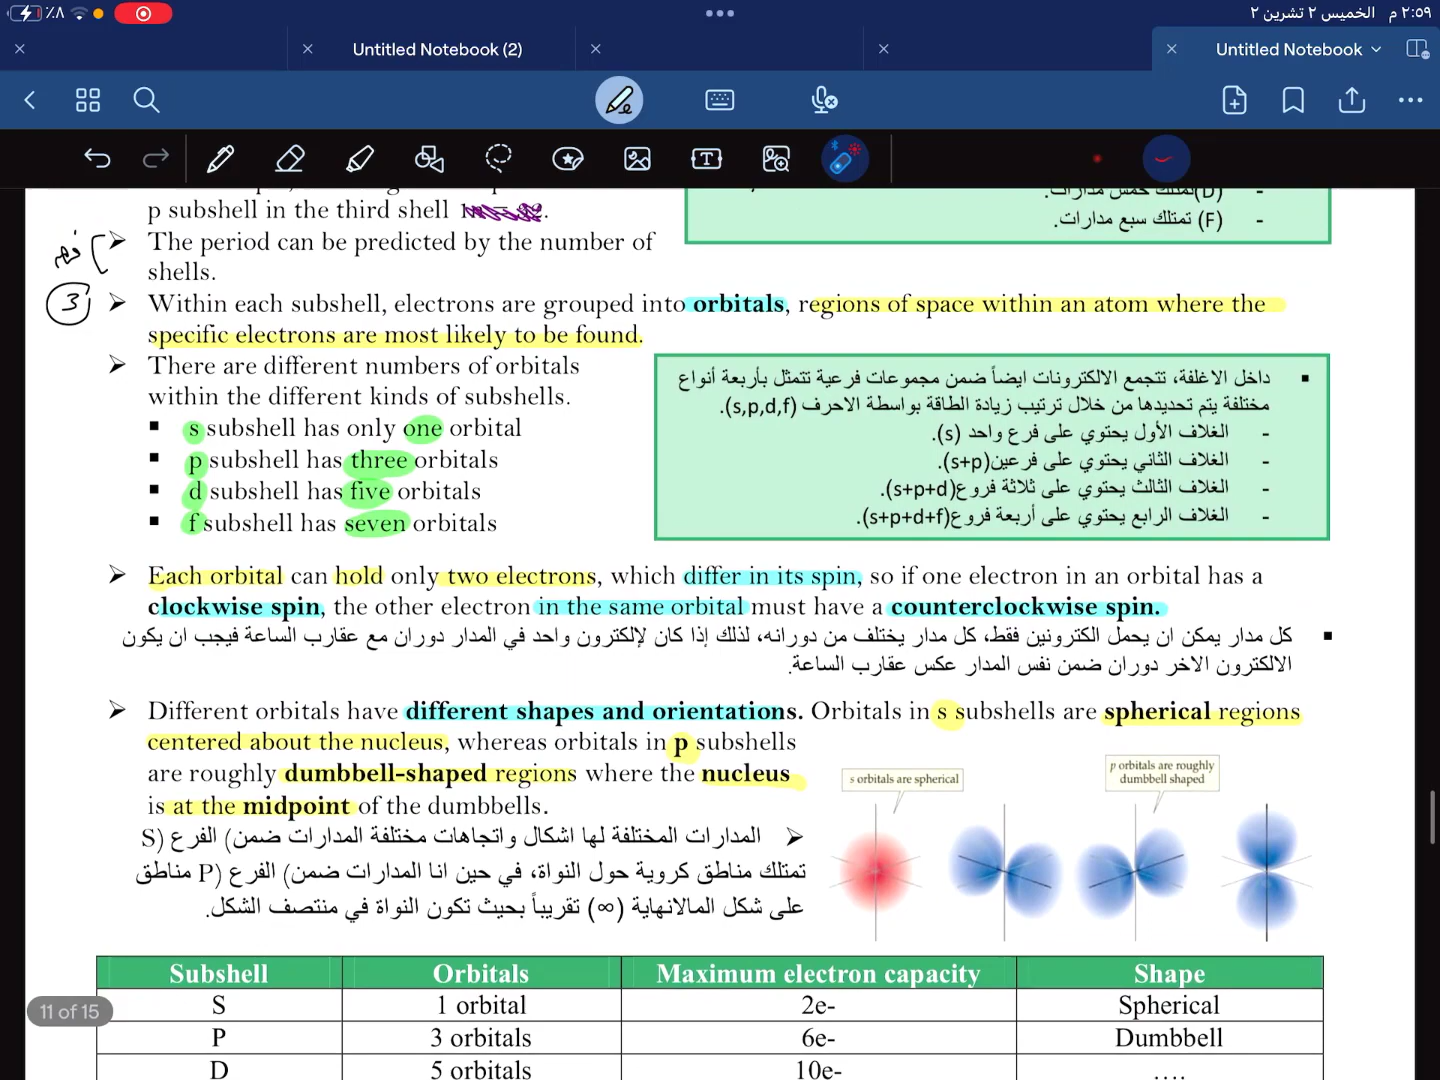 ٪٨
الخميس ٢ تشرين ٢ ٢:٥٩ م
Untitled Notebook (2)
Untitled Notebook
p subshell in the third shell
(D)تمتلك خمس مدارات.
(F) تمتلك سبع مدارات.
The period can be predicted by the number of
shells.
3
Within each subshell, electrons are grouped into orbitals, regions of space within an atom where the
specific electrons are most likely to be found.
There are different numbers of orbitals
within the different kinds of subshells.
s subshell has only one orbital
p subshell has three orbitals
d subshell has five orbitals
f subshell has seven orbitals
داخل الاغلفة، تتجمع الالكترونات ايضاً ضمن مجموعات فرعية تتمثل بأربعة أنواع
مختلفة يتم تحديدها من خلال ترتيب زيادة الطاقة بواسطة الاحرف (s,p,d,f).
- الغلاف الأول يحتوي على فرع واحد (s).
- الغلاف الثاني يحتوي على فرعين(s+p).
- الغلاف الثالث يحتوي على ثلاثة فروع(s+p+d).
- الغلاف الرابع يحتوي على أربعة فروع(s+p+d+f).
Each orbital can hold only two electrons, which differ in its spin, so if one electron in an orbital has a
clockwise spin, the other electron in the same orbital must have a counterclockwise spin.
كل مدار يمكن ان يحمل الكترونين فقط، كل مدار يختلف من دورانه، لذلك إذا كان لإلكترون واحد في المدار دوران مع عقارب الساعة فيجب ان يكون
الالكترون الاخر دوران ضمن نفس المدار عكس عقارب الساعة.
Different orbitals have different shapes and orientations. Orbitals in s subshells are spherical regions
centered about the nucleus, whereas orbitals in p subshells
are roughly dumbbell-shaped regions where the nucleus
is at the midpoint of the dumbbells.
المدارات المختلفة لها اشكال واتجاهات مختلفة المدارات ضمن) الفرع (S
تمتلك مناطق كروية حول النواة، في حين انا المدارات ضمن) الفرع (P مناطق
على شكل المالانهاية (∞) تقريباً بحيث تكون النواة في منتصف الشكل.
s orbitals are spherical
p orbitals are roughly
dumbbell shaped
Subshell Orbitals Maximum electron capacity Shape
S 1 orbital 2e- Spherical
P 3 orbitals 6e- Dumbbell
D 5 orbitals 10e- ....
11 of 15